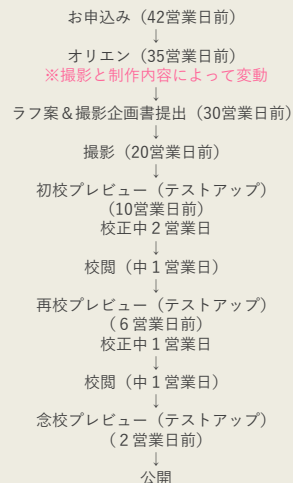 お申込み（42営業日前）
↓
オリエン（35営業日前）
※撮影と制作内容によって変動
↓
ラフ案＆撮影企画書提出（30営業日前）
↓
撮影（20営業日前）
↓
初校プレビュー（テストアップ）
（10営業日前）
校正中２営業日
↓
校閲（中１営業日）
↓
再校プレビュー（テストアップ）
（６営業日前）
校正中１営業日
↓
校閲（中１営業日）
↓
念校プレビュー（テストアップ）
（２営業日前）
↓
公開